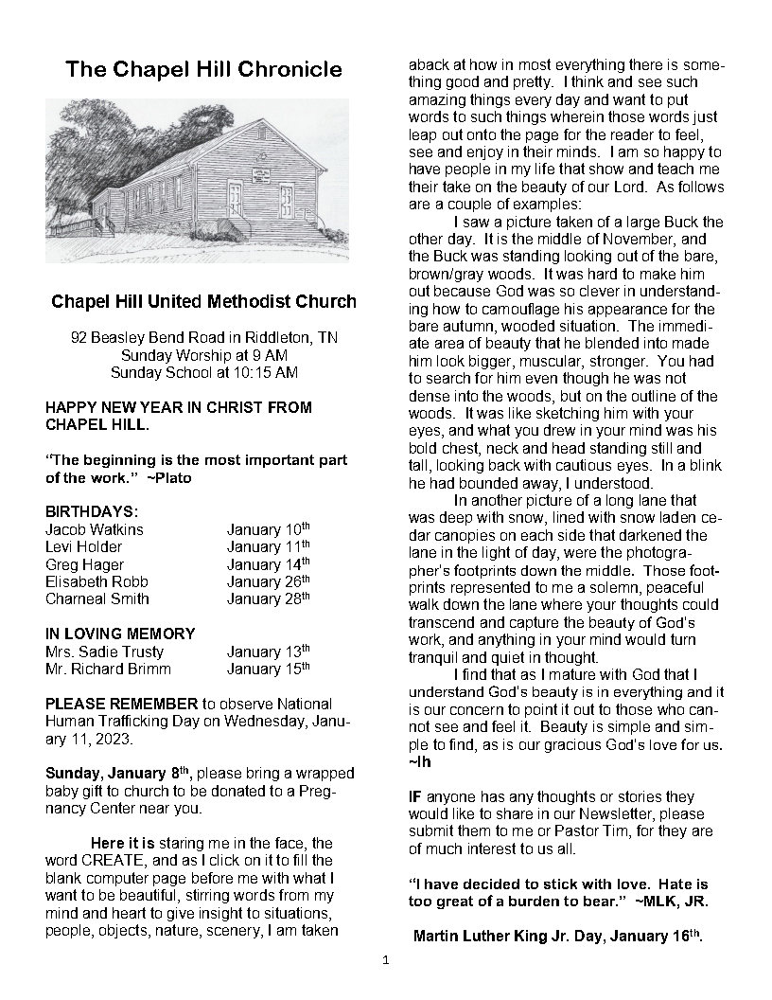 The Chapel Hill Chronicle
Chapel Hill United Methodist Church
92 Beasley Bend Road in Riddleton, TN
Sunday Worship at 9 AM
Sunday School at 10:15 AM
HAPPY NEW YEAR IN CHRIST FROM
CHAPEL HILL.
“The beginning is the most important part
of the work.” ~Plato
BIRTHDAYS:
Jacob Watkins January 10th
Levi Holder January 11th
Greg Hager January 14th
Elisabeth Robb January 26th
Charneal Smith January 28th
IN LOVING MEMORY
Mrs. Sadie Trusty January 13th
Mr. Richard Brimm January 15th
PLEASE REMEMBER to observe National
Human Trafficking Day on Wednesday, Janu-
ary 11, 2023.
Sunday, January 8th, please bring a wrapped
baby gift to church to be donated to a Preg-
nancy Center near you.
Here it is staring me in the face, the
word CREATE, and as I click on it to fill the
blank computer page before me with what I
want to be beautiful, stirring words from my
mind and heart to give insight to situations,
people, objects, nature, scenery, I am taken
aback at how in most everything there is some-
thing good and pretty. I think and see such
amazing things every day and want to put
words to such things wherein those words just
leap out onto the page for the reader to feel,
see and enjoy in their minds. I am so happy to
have people in my life that show and teach me
their take on the beauty of our Lord. As follows
are a couple of examples:
I saw a picture taken of a large Buck the
other day. It is the middle of November, and
the Buck was standing looking out of the bare,
brown/gray woods. It was hard to make him
out because God was so clever in understand-
ing how to camouflage his appearance for the
bare autumn, wooded situation. The immedi-
ate area of beauty that he blended into made
him look bigger, muscular, stronger. You had
to search for him even though he was not
dense into the woods, but on the outline of the
woods. It was like sketching him with your
eyes, and what you drew in your mind was his
bold chest, neck and head standing still and
tall, looking back with cautious eyes. In a blink
he had bounded away, I understood.
In another picture of a long lane that
was deep with snow, lined with snow laden ce-
dar canopies on each side that darkened the
lane in the light of day, were the photogra-
pher’s footprints down the middle. Those foot-
prints represented to me a solemn, peaceful
walk down the lane where your thoughts could
transcend and capture the beauty of God’s
work, and anything in your mind would turn
tranquil and quiet in thought.
I find that as I mature with God that I
understand God’s beauty is in everything and it
is our concern to point it out to those who can-
not see and feel it. Beauty is simple and sim-
ple to find, as is our gracious God’s love for us.
~lh
IF anyone has any thoughts or stories they
would like to share in our Newsletter, please
submit them to me or Pastor Tim, for they are
of much interest to us all.
“I have decided to stick with love. Hate is
too great of a burden to bear.” ~MLK, JR.
Martin Luther King Jr. Day, January 16th.
1